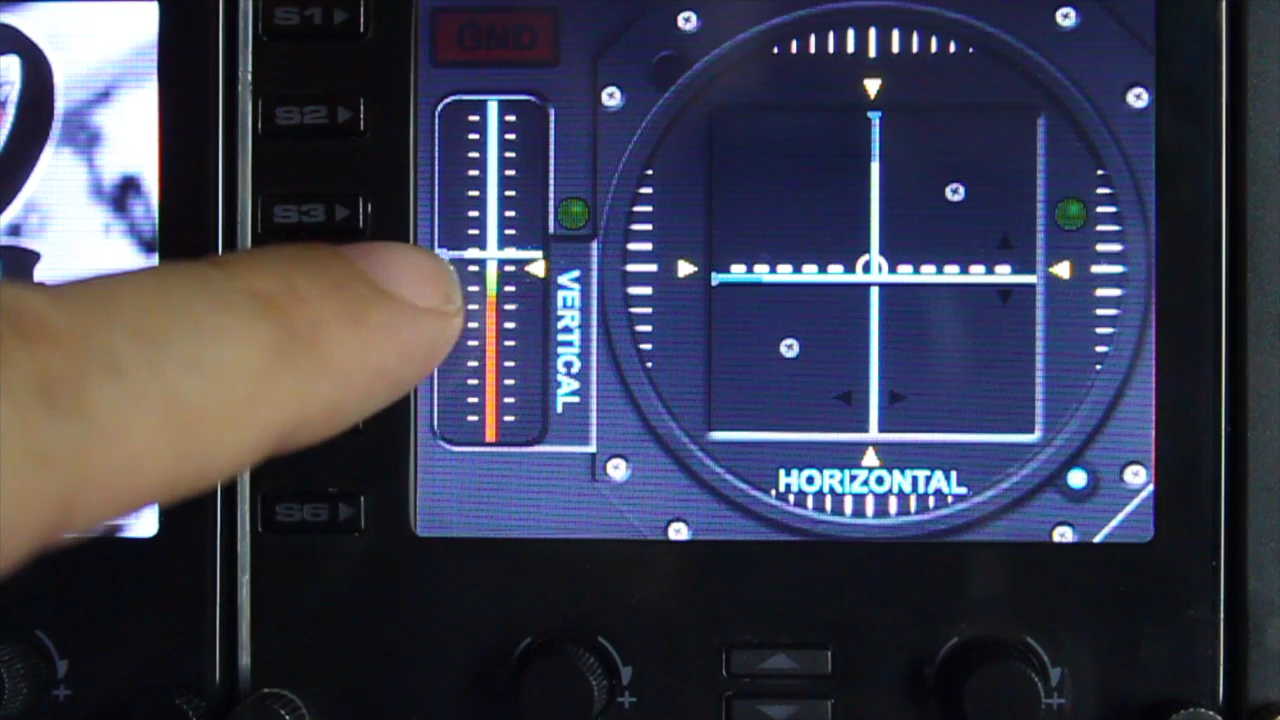 S1
GND
S2
S3
VERTICAL
HORIZONTAL
S6
+
+
+